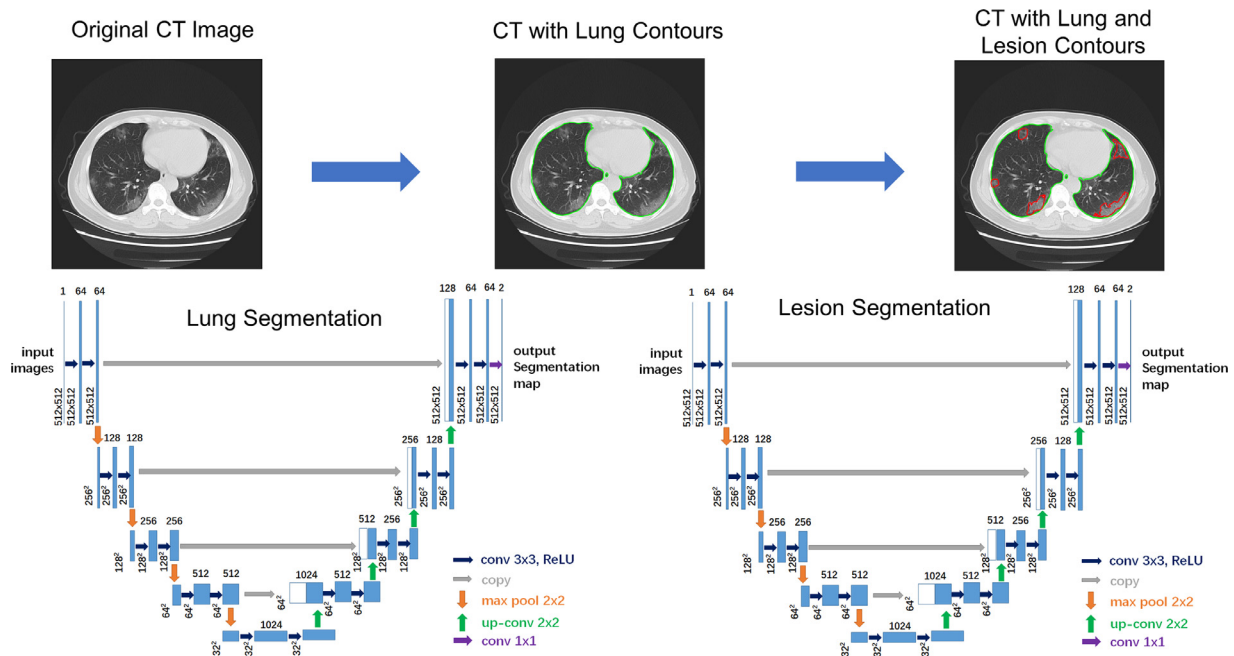 Original CT Image
CT with Lung Contours
CT with Lung and
Lesion Contours
1 64 64
128 64 64 2
Lung Segmentation
input
images
output
Segmentation
map
512x512
512x512
512x512
512x512
512x512
512x512
512x512
128 128
256 128
256²
256²
256²
256²
256²
256²
256 256
512 256
128²
128²
128²
128²
128²
128²
512 512
1024 512
64²
64²
64²
64²
64²
64²
1024
32²
32²
32²
conv 3x3, ReLU
copy
max pool 2x2
up-conv 2x2
conv 1x1
1 64 64
128 64 64 2
Lesion Segmentation
input
images
output
Segmentation
map
512x512
512x512
512x512
512x512
512x512
512x512
512x512
128 128
256 128
256²
256²
256²
256²
256²
256²
256 256
512 256
128²
128²
128²
128²
128²
128²
512 512
1024 512
64²
64²
64²
64²
64²
64²
1024
32²
32²
32²
conv 3x3, ReLU
copy
max pool 2x2
up-conv 2x2
conv 1x1